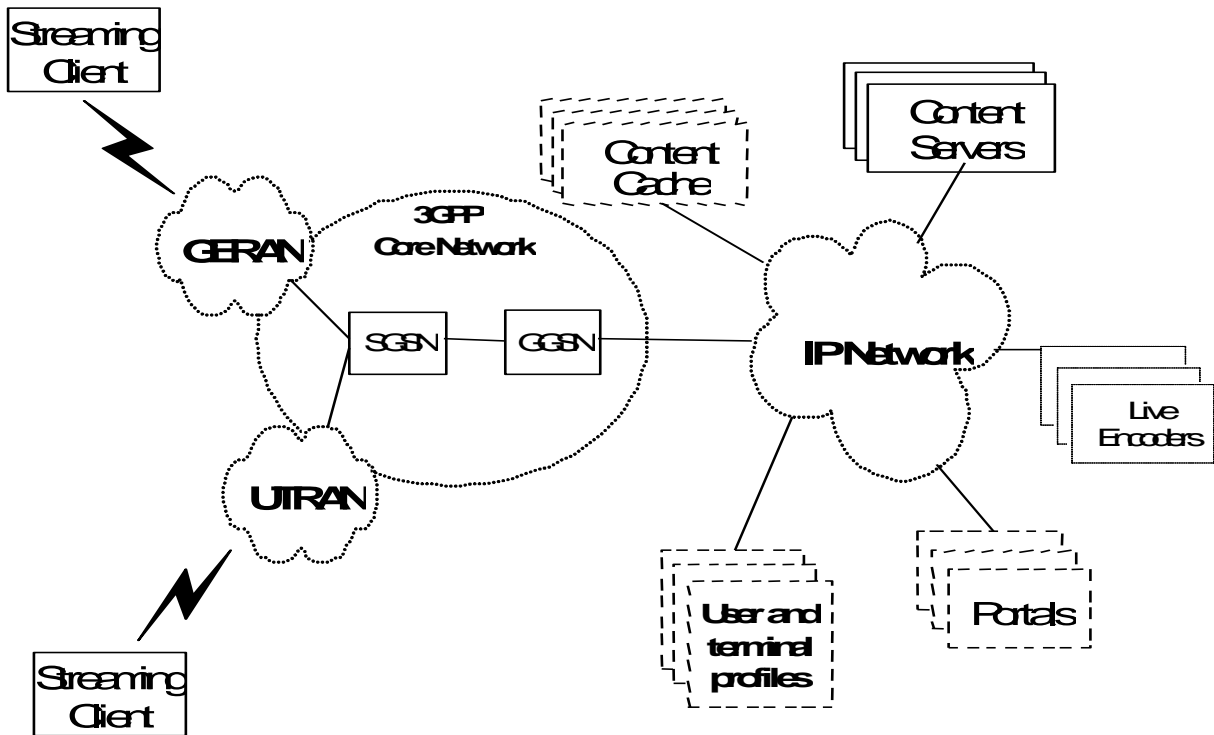 Streaming
Client
Content
Servers
Content
Cache
3GPP
Core Network
GERAN
SGSN
GGSN
IP Network
Live
Encoders
UTRAN
User and
terminal
profiles
Portals
Streaming
Client